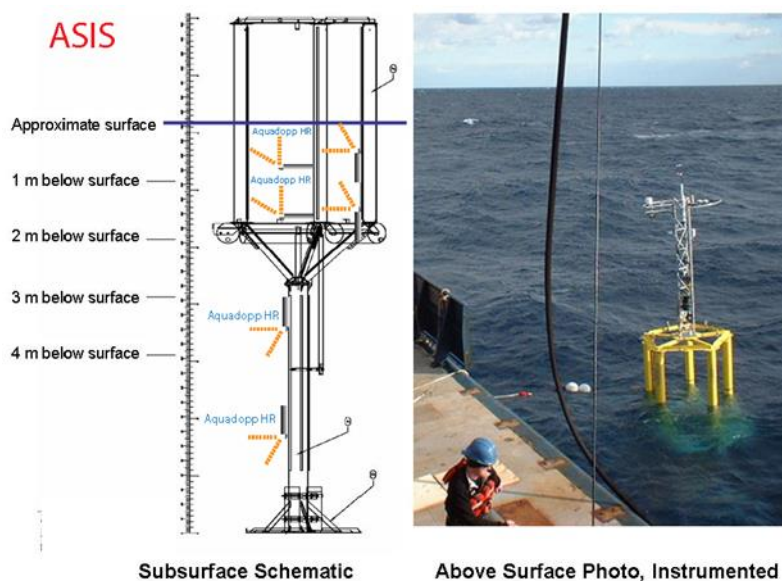 ASIS
Approximate surface
Aquadopp HR
1 m below surface
Aquadopp HR
2 m below surface
3 m below surface
Aquadopp HR
4 m below surface
Aquadopp HR
Subsurface Schematic
Above Surface Photo, Instrumented